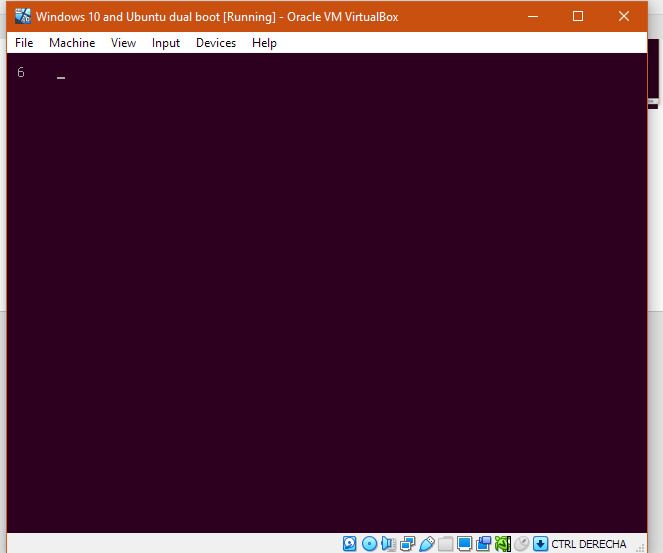 Windows 10 and Ubuntu dual boot [Running] - Oracle VM VirtualBox
File Machine View Input Devices Help
6 _
CTRL DERECHA